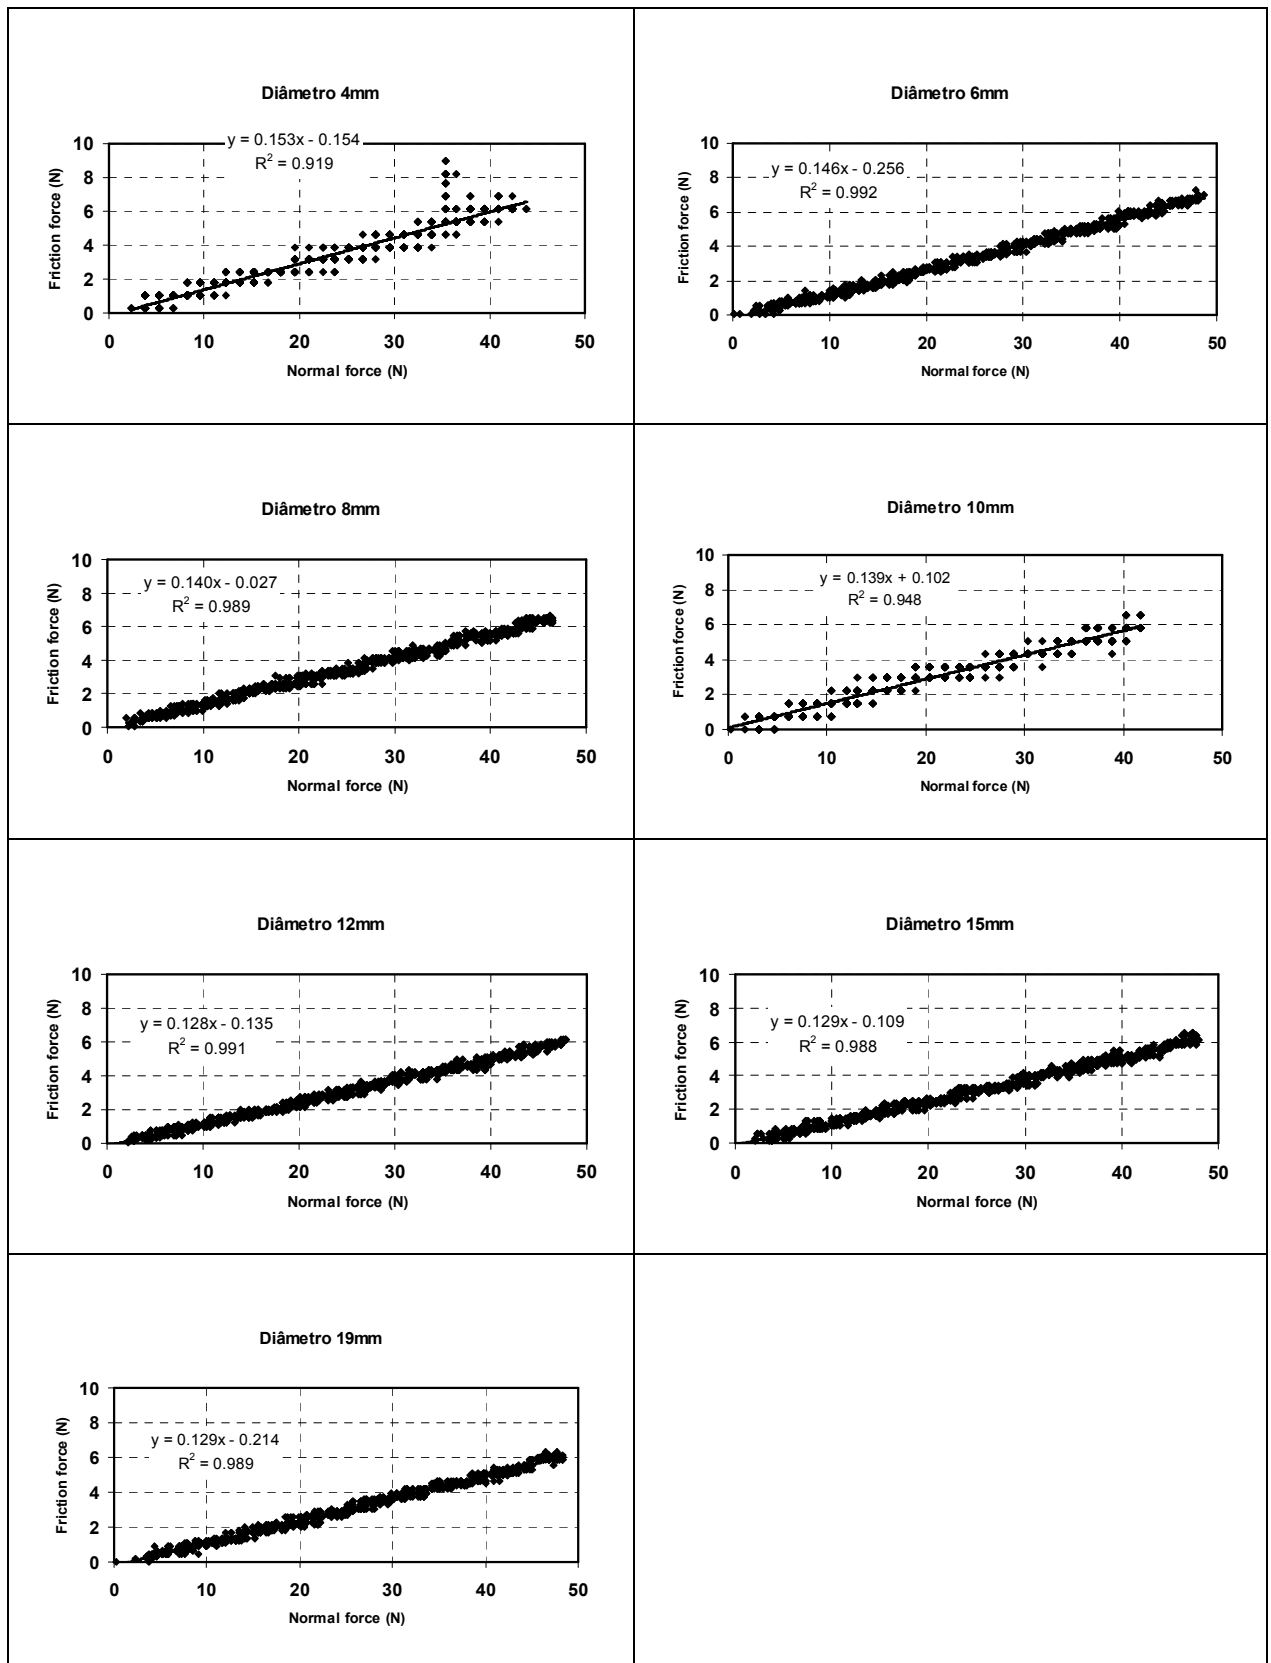 Diâmetro 4mm
y = 0.153x - 0.154
R² = 0.919
Friction force (N)
10
8
6
4
2
0
0 10 20 30 40 50
Normal force (N)
Diâmetro 6mm
y = 0.146x - 0.256
R² = 0.992
Friction force (N)
10
8
6
4
2
0
0 10 20 30 40 50
Normal force (N)
Diâmetro 8mm
y = 0.140x - 0.027
R² = 0.989
Friction force (N)
10
8
6
4
2
0
0 10 20 30 40 50
Normal force (N)
Diâmetro 10mm
y = 0.139x + 0.102
R² = 0.948
Friction force (N)
10
8
6
4
2
0
0 10 20 30 40 50
Normal force (N)
Diâmetro 12mm
y = 0.128x - 0.135
R² = 0.991
Friction force (N)
10
8
6
4
2
0
0 10 20 30 40 50
Normal force (N)
Diâmetro 15mm
y = 0.129x - 0.109
R² = 0.988
Friction force (N)
10
8
6
4
2
0
0 10 20 30 40 50
Normal force (N)
Diâmetro 19mm
y = 0.129x - 0.214
R² = 0.989
Friction force (N)
10
8
6
4
2
0
0 10 20 30 40 50
Normal force (N)